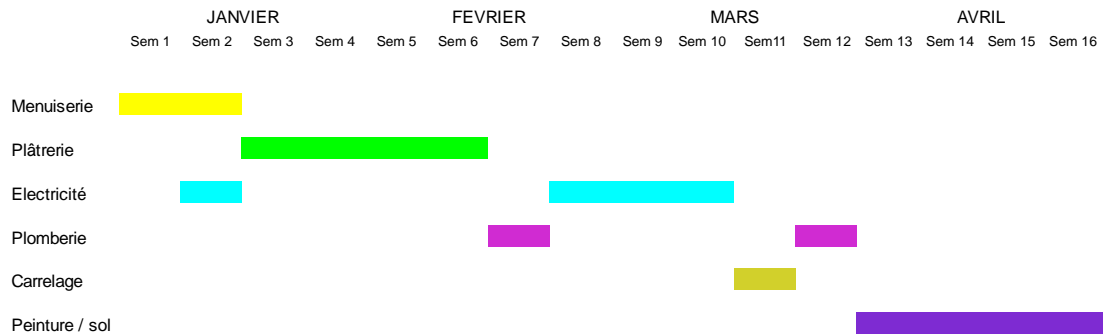 JANVIER FEVRIER MARS AVRIL
Sem 1 Sem 2 Sem 3 Sem 4 Sem 5 Sem 6 Sem 7 Sem 8 Sem 9 Sem 10 Sem11 Sem 12 Sem 13 Sem 14 Sem 15 Sem 16
Menuiserie
Plâtrerie
Electricité
Plomberie
Carrelage
Peinture / sol